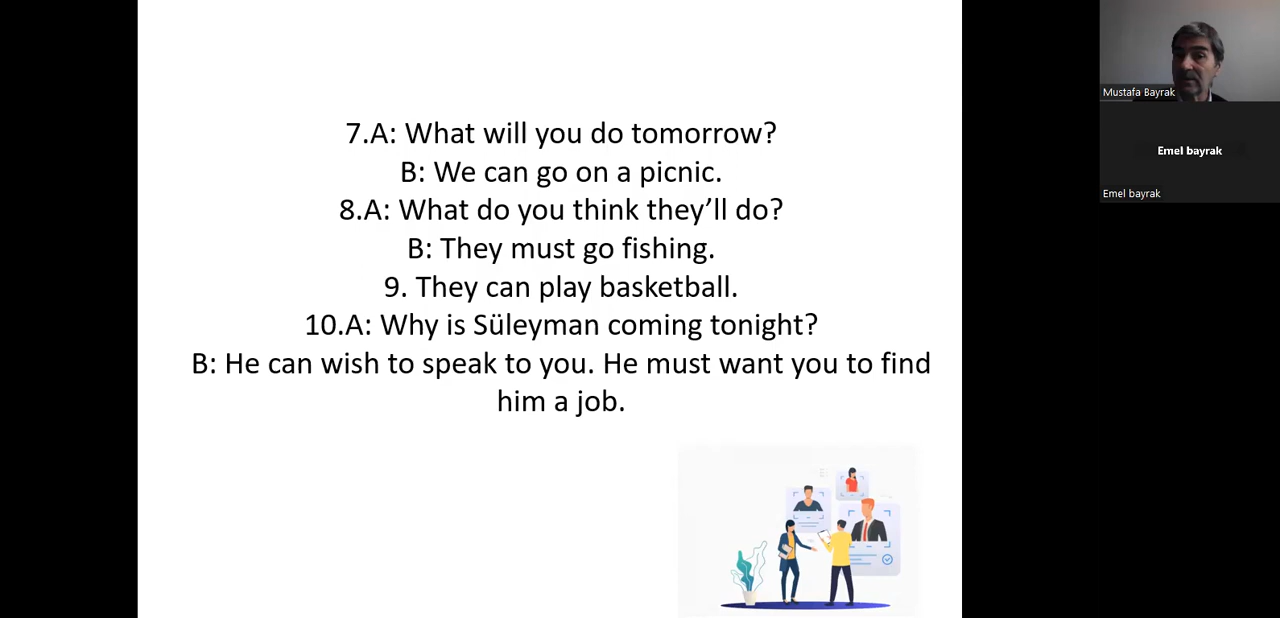 7.A: What will you do tomorrow?
B: We can go on a picnic.
8.A: What do you think they’ll do?
B: They must go fishing.
9. They can play basketball.
10.A: Why is Süleyman coming tonight?
B: He can wish to speak to you. He must want you to find
him a job.
Mustafa Bayrak
Emel bayrak
Emel bayrak